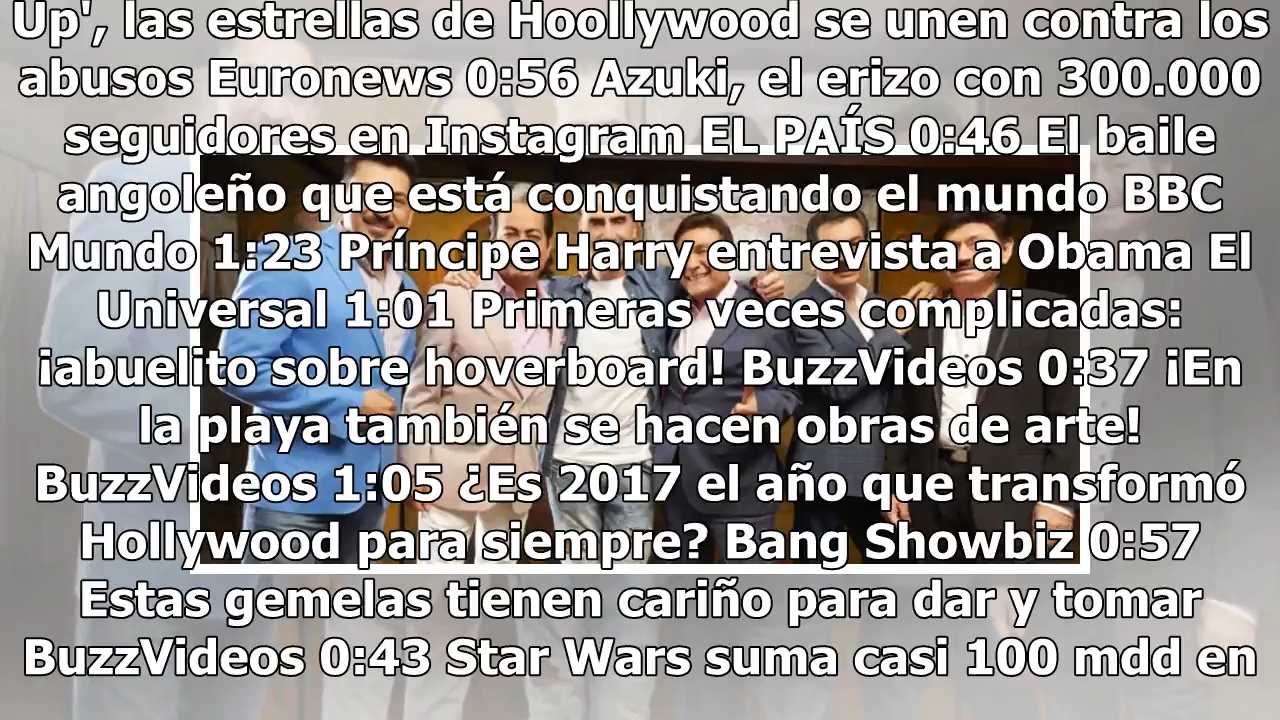 Up', las estrellas de Hoollywood se unen contra los
abusos Euronews 0:56 Azuki, el erizo con 300.000
seguidores en Instagram EL PAÍS 0:46 El baile
angoleño que está conquistando el mundo BBC
Mundo 1:23 Príncipe Harry entrevista a Obama El
Universal 1:01 Primeras veces complicadas:
¡abuelito sobre hoverboard! BuzzVideos 0:37 ¡En
la playa también se hacen obras de arte!
BuzzVideos 1:05 ¿Es 2017 el año que transformó
Hollywood para siempre? Bang Showbiz 0:57
Estas gemelas tienen cariño para dar y tomar
BuzzVideos 0:43 Star Wars suma casi 100 mdd en